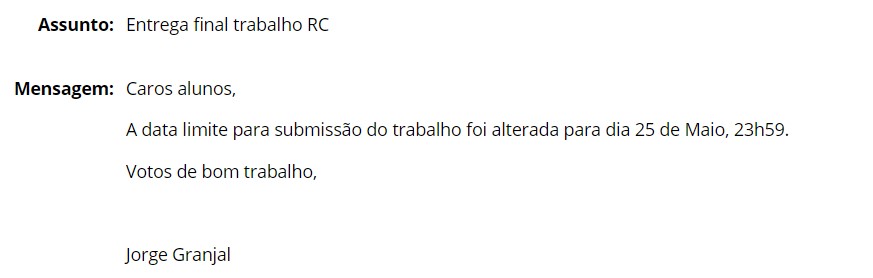 Assunto: Entrega final trabalho RC
Mensagem: Caros alunos,
A data limite para submissão do trabalho foi alterada para dia 25 de Maio, 23h59.
Votos de bom trabalho,
Jorge Granjal